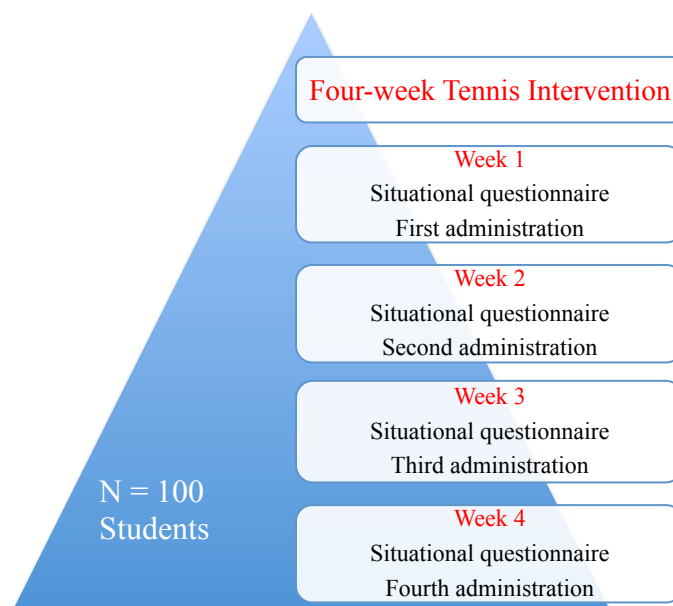 Four-week Tennis Intervention
Week 1
Situational questionnaire
First administration
Week 2
Situational questionnaire
Second administration
Week 3
Situational questionnaire
Third administration
N = 100
Students
Week 4
Situational questionnaire
Fourth administration